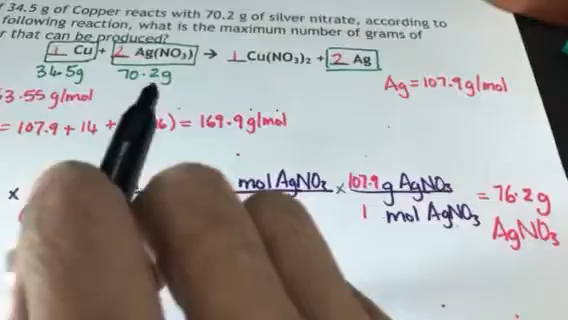 34.5 g of Copper reacts with 70.2 g of silver nitrate, according to
following reaction, what is the maximum number of grams of
r that can be produced?
1 Cu + 2 Ag(NO₃) → 1 Cu(NO₃)₂ + 2 Ag
34.5g 70.2g
Ag = 107.9 g/mol
3.55 g/mol
= 107.9 + 14 + 6) = 169.9 g/mol
x mol AgNO₃ x 107.9 g AgNO₃ = 76.2 g
1 mol AgNO₃ AgNO₃